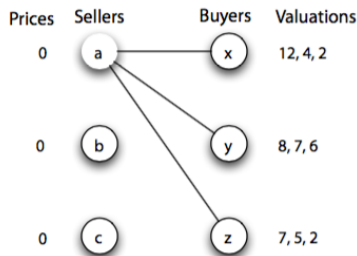 Prices Sellers Buyers Valuations
0 a x 12, 4, 2
0 b y 8, 7, 6
0 c z 7, 5, 2